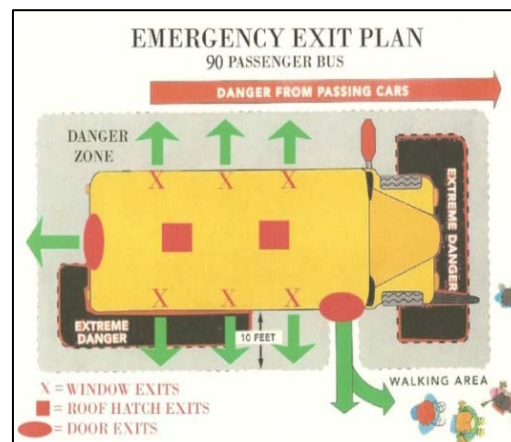 EMERGENCY EXIT PLAN
90 PASSENGER BUS
DANGER FROM PASSING CARS
DANGER
ZONE
X X X
EXTREME DANGER
X X X
EXTREME
DANGER
10 FEET
WALKING AREA
X = WINDOW EXITS
= ROOF HATCH EXITS
= DOOR EXITS